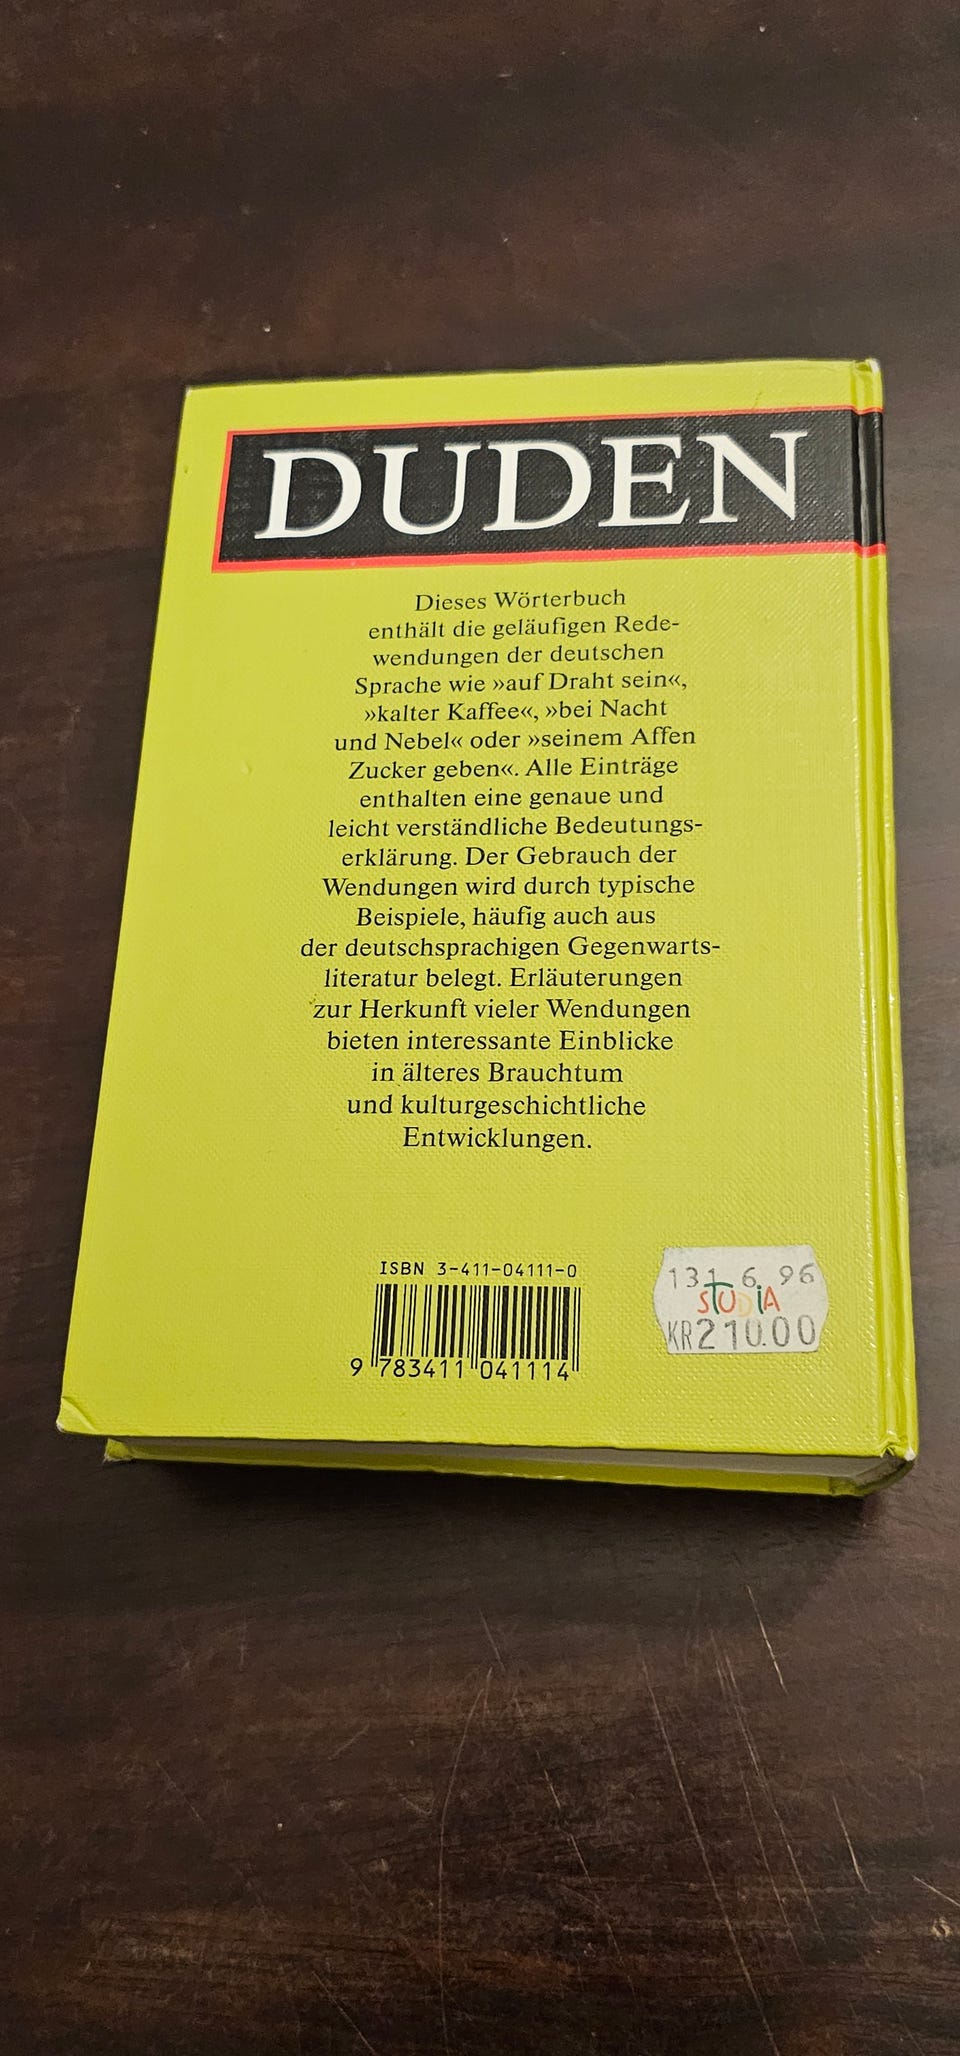 DUDEN
Dieses Wörterbuch
enthält die geläufigen Rede-
wendungen der deutschen
Sprache wie »auf Draht sein«,
»kalter Kaffee«, »bei Nacht
und Nebel« oder »seinem Affen
Zucker geben«. Alle Einträge
enthalten eine genaue und
leicht verständliche Bedeutungs-
erklärung. Der Gebrauch der
Wendungen wird durch typische
Beispiele, häufig auch aus
der deutschsprachigen Gegenwarts-
literatur belegt. Erläuterungen
zur Herkunft vieler Wendungen
bieten interessante Einblicke
in älteres Brauchtum
und kulturgeschichtliche
Entwicklungen.
ISBN 3-411-04111-0
9 783411 041114
6 96
STUDIA
KR210.00